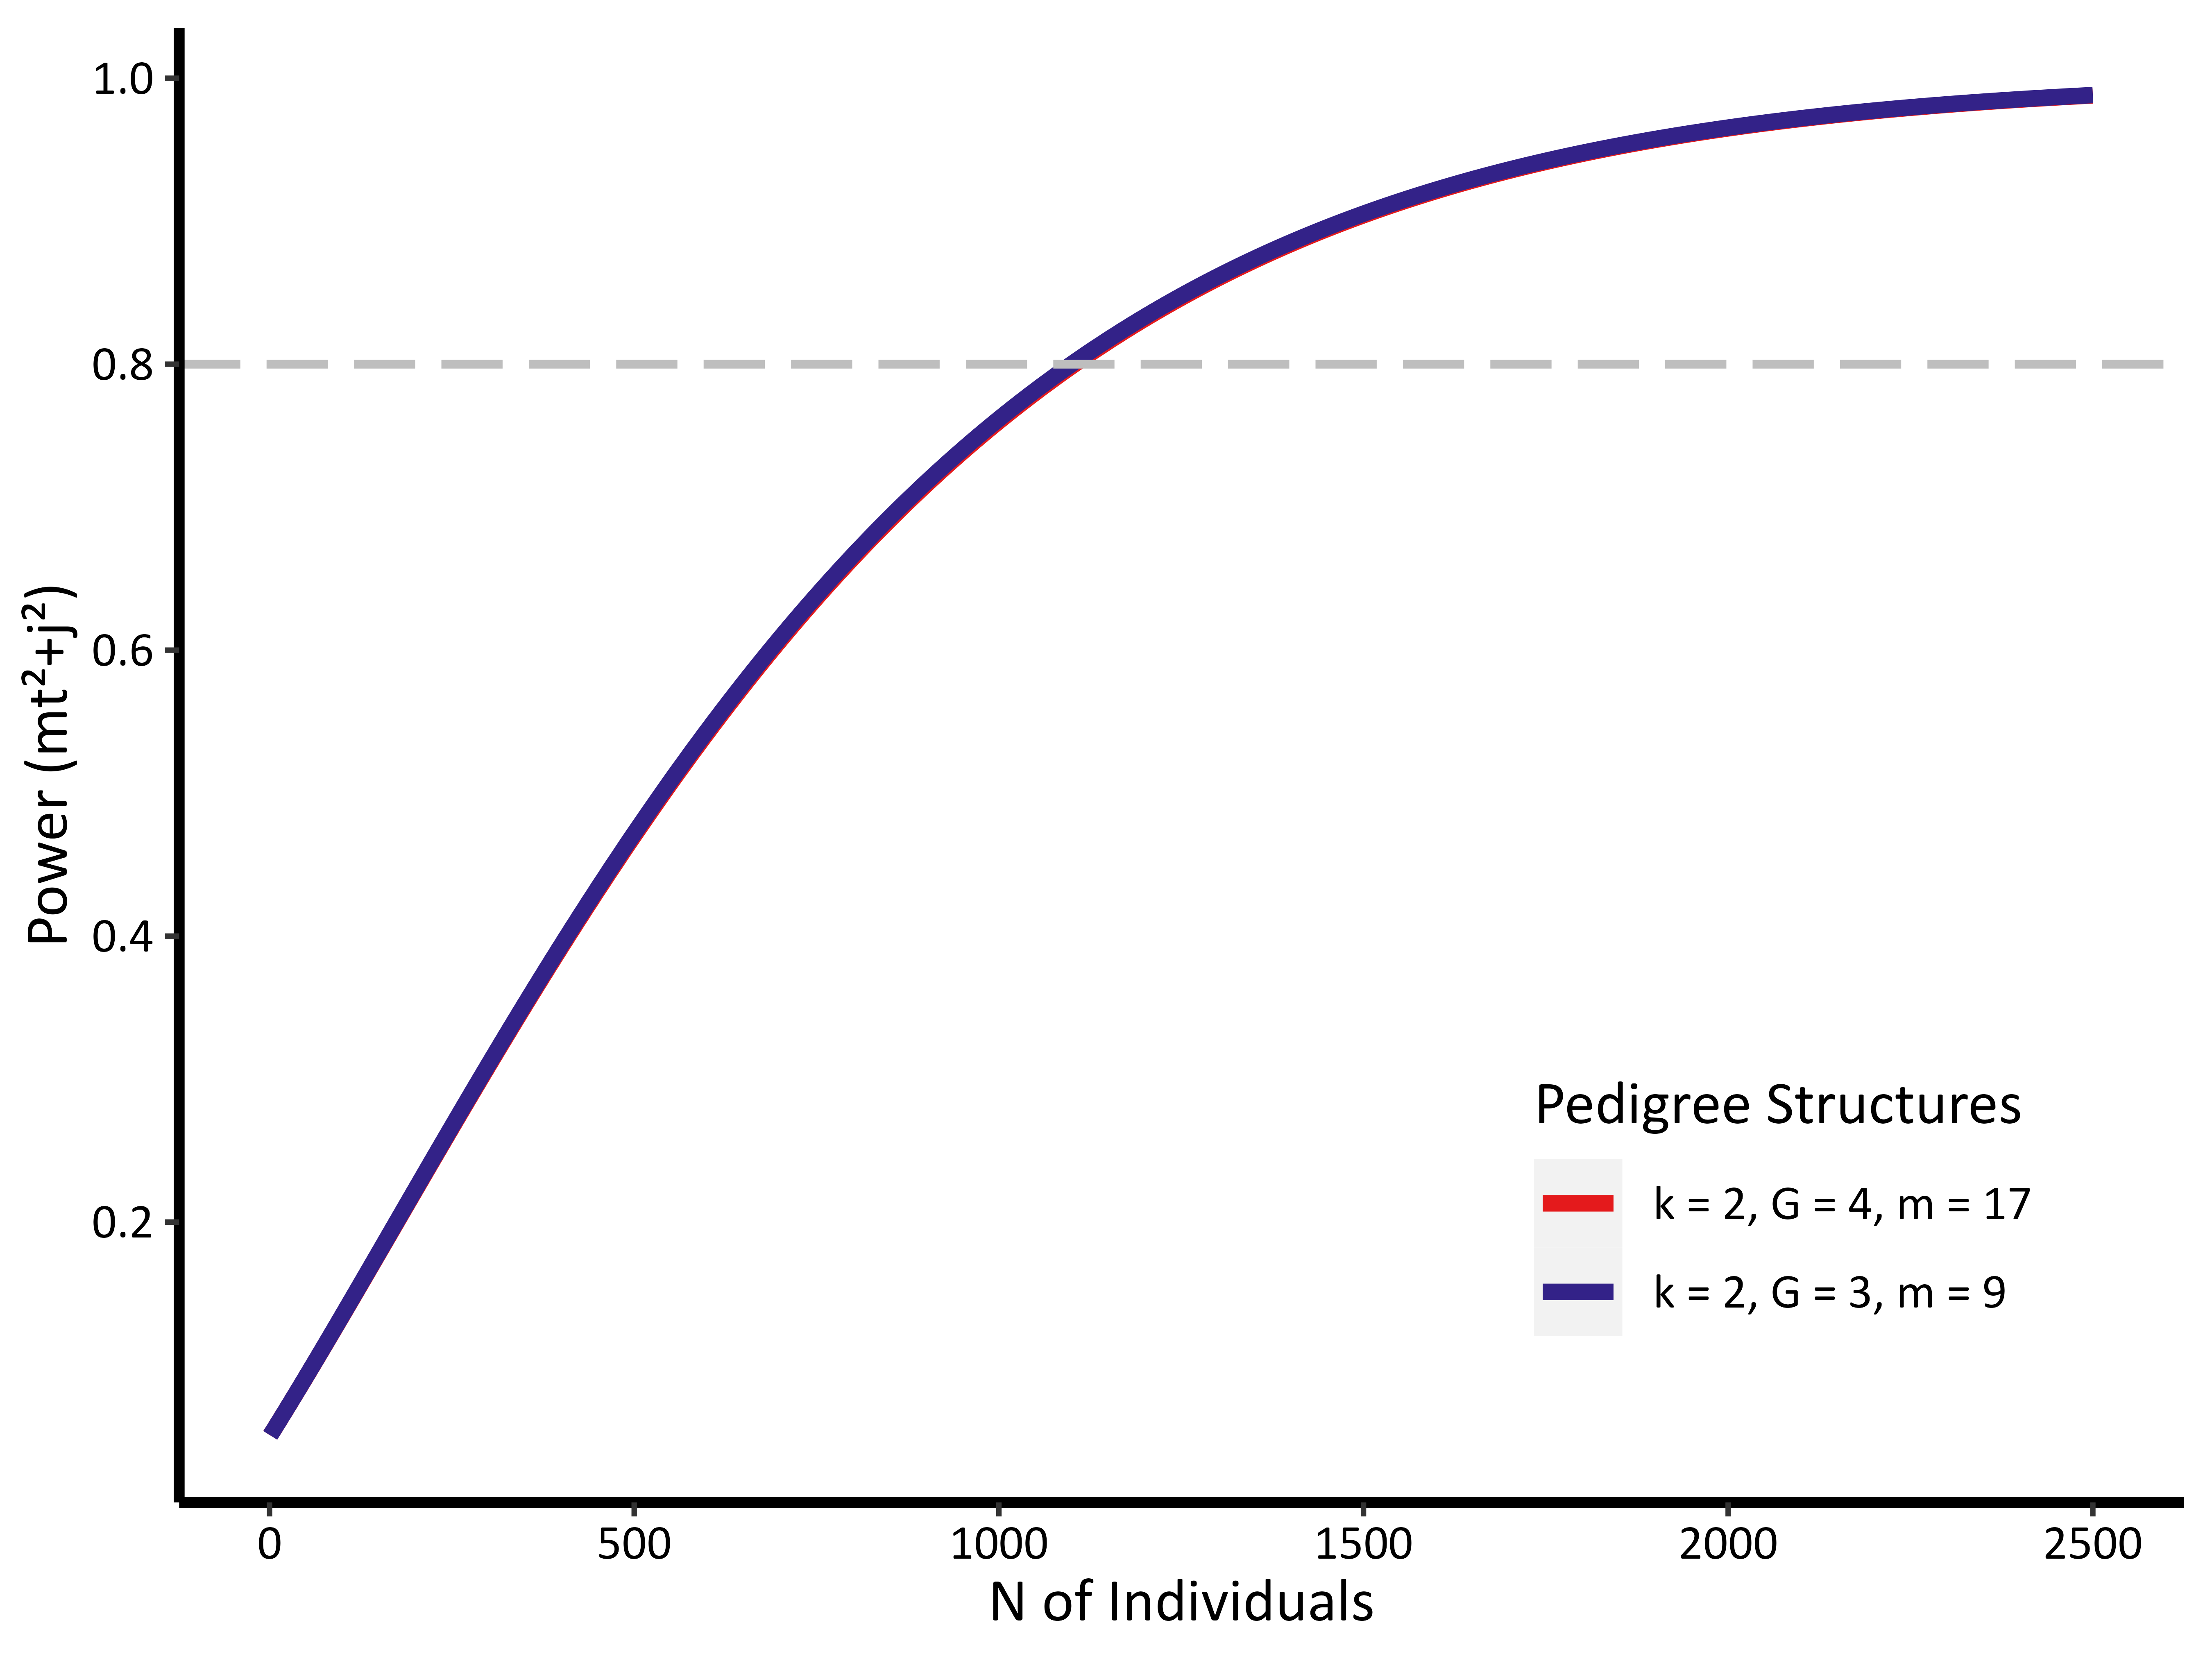 Power (mt²+j²)
1.0
0.8
0.6
0.4
0.2
Pedigree Structures
k = 2, G = 4, m = 17
k = 2, G = 3, m = 9
0 500 1000 1500 2000 2500
N of Individuals